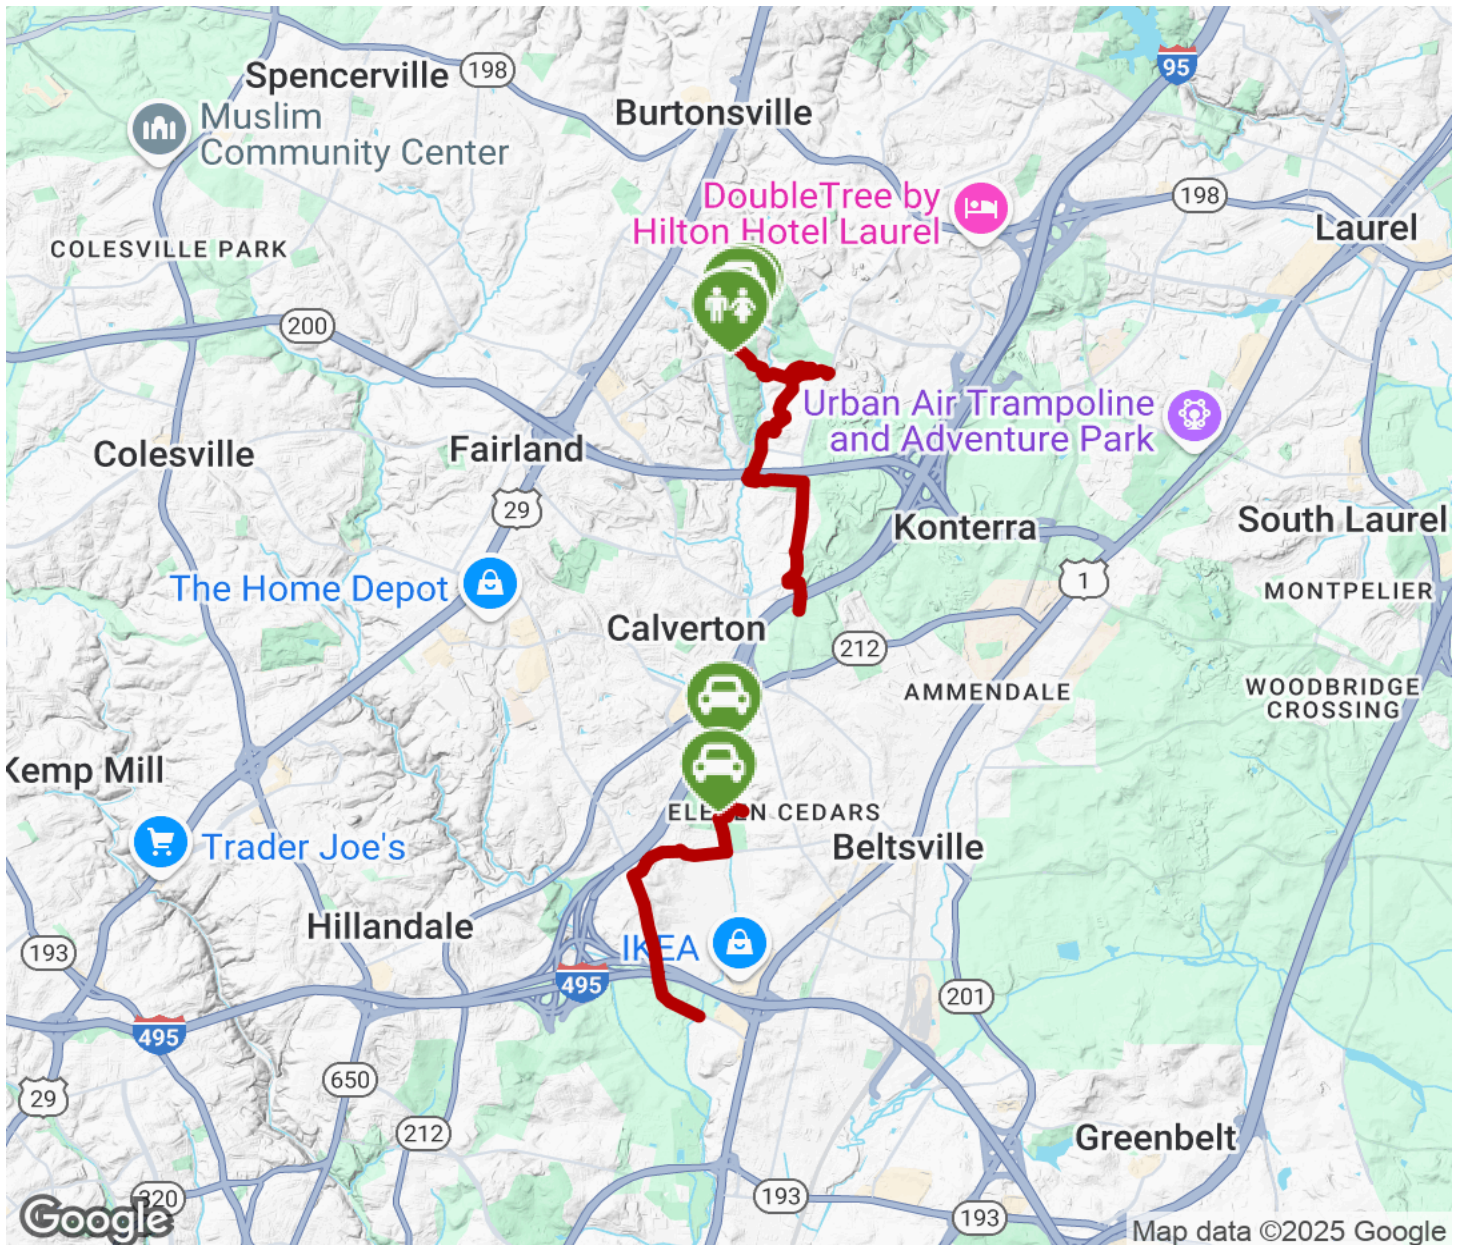 Spencerville
198
95
Burtonsville
Muslim
Community Center
DoubleTree by
Hilton Hotel Laurel
198
Laurel
COLESVILLE PARK
200
Urban Air Trampoline
and Adventure Park
Colesville
Fairland
29
Konterra
South Laurel
The Home Depot
1
MONTPELIER
Calverton
212
AMMENDALE
WOODBRIDGE
CROSSING
Kemp Mill
CEDARS
Trader Joe's
Beltsville
Hillandale
193
IKEA
495
201
495
29
650
212
Greenbelt
193
193
320
Google
Map data ©2025 Google